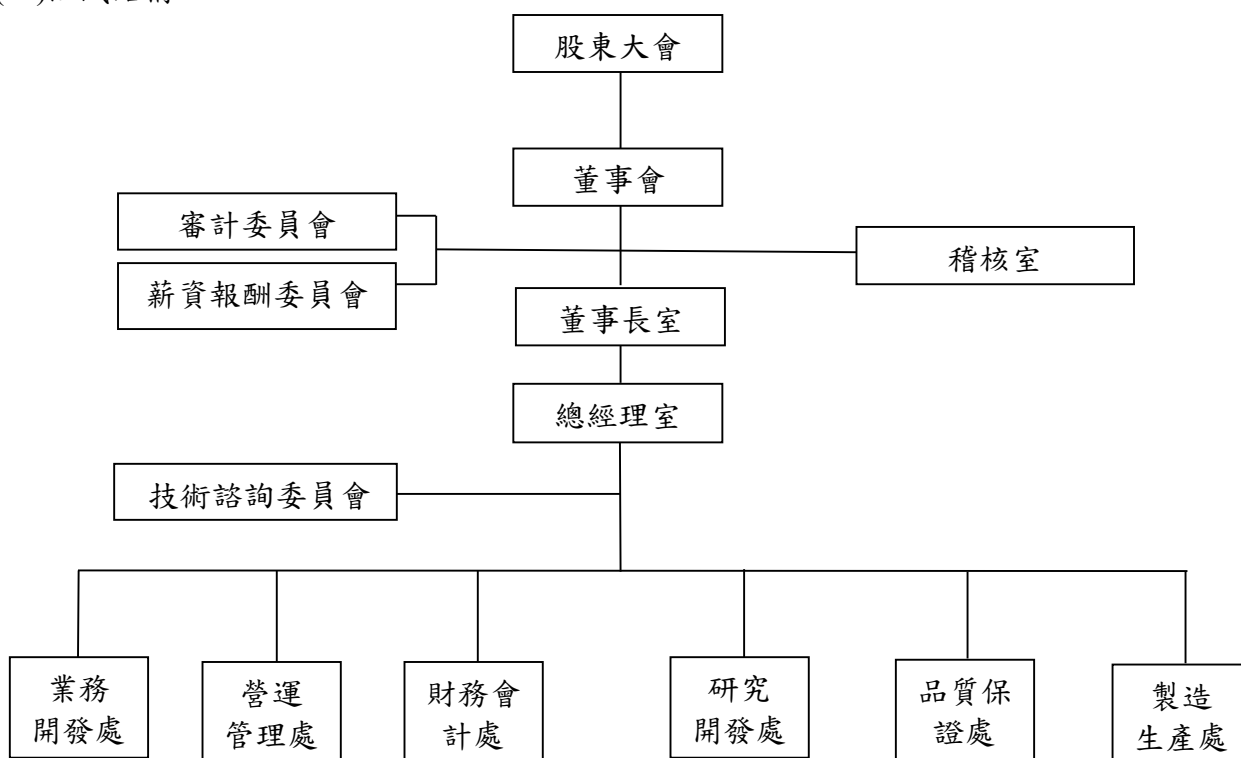 股東大會
董事會
審計委員會
稽核室
薪資報酬委員會
董事長室
總經理室
技術諮詢委員會
業務
開發處
營運
管理處
財務會
計處
研究
開發處
品質保
證處
製造
生產處